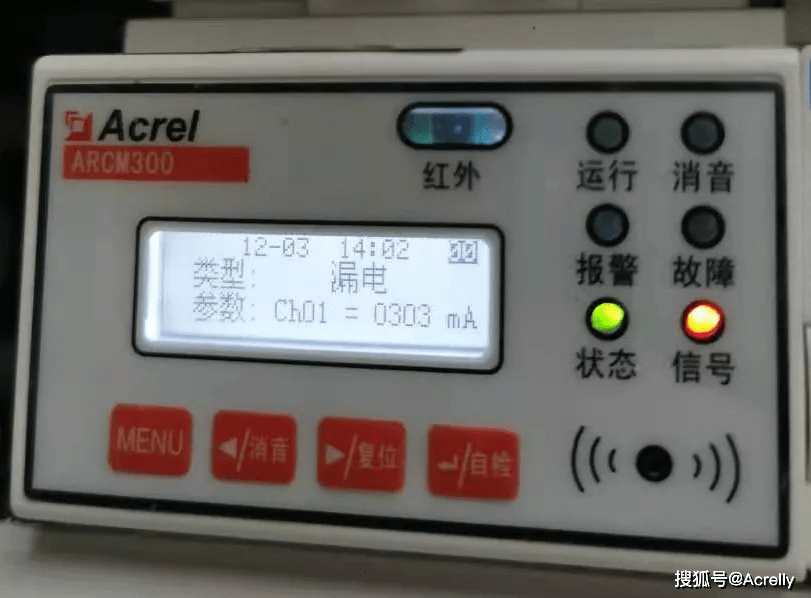 Acrel
ARCM300
红外
运行 消音
报警 故障
状态 信号
12-03 14:02
类型: 漏电
参数: Ch01 = 0303 mA
MENU
◀/消音
▶/复位
↵/自检
搜狐号@Acrelly